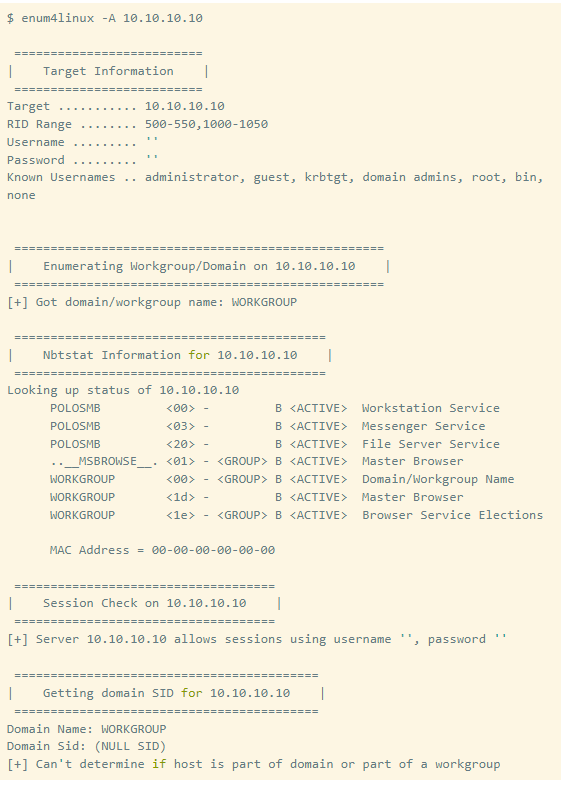 $ enum4linux -A 10.10.10.10
==========================
| Target Information |
==========================
Target ........... 10.10.10.10
RID Range ........ 500-550,1000-1050
Username ......... ''
Password ......... ''
Known Usernames .. administrator, guest, krbtgt, domain admins, root, bin,
none
===================================================
| Enumerating Workgroup/Domain on 10.10.10.10 |
===================================================
[+] Got domain/workgroup name: WORKGROUP
===========================================
| Nbtstat Information for 10.10.10.10 |
===========================================
Looking up status of 10.10.10.10
POLOSMB <00> - B <ACTIVE> Workstation Service
POLOSMB <03> - B <ACTIVE> Messenger Service
POLOSMB <20> - B <ACTIVE> File Server Service
..__MSBROWSE__. <01> - <GROUP> B <ACTIVE> Master Browser
WORKGROUP <00> - <GROUP> B <ACTIVE> Domain/Workgroup Name
WORKGROUP <1d> - B <ACTIVE> Master Browser
WORKGROUP <1e> - <GROUP> B <ACTIVE> Browser Service Elections
MAC Address = 00-00-00-00-00-00
====================================
| Session Check on 10.10.10.10 |
====================================
[+] Server 10.10.10.10 allows sessions using username '', password ''
==========================================
| Getting domain SID for 10.10.10.10 |
==========================================
Domain Name: WORKGROUP
Domain Sid: (NULL SID)
[+] Can't determine if host is part of domain or part of a workgroup